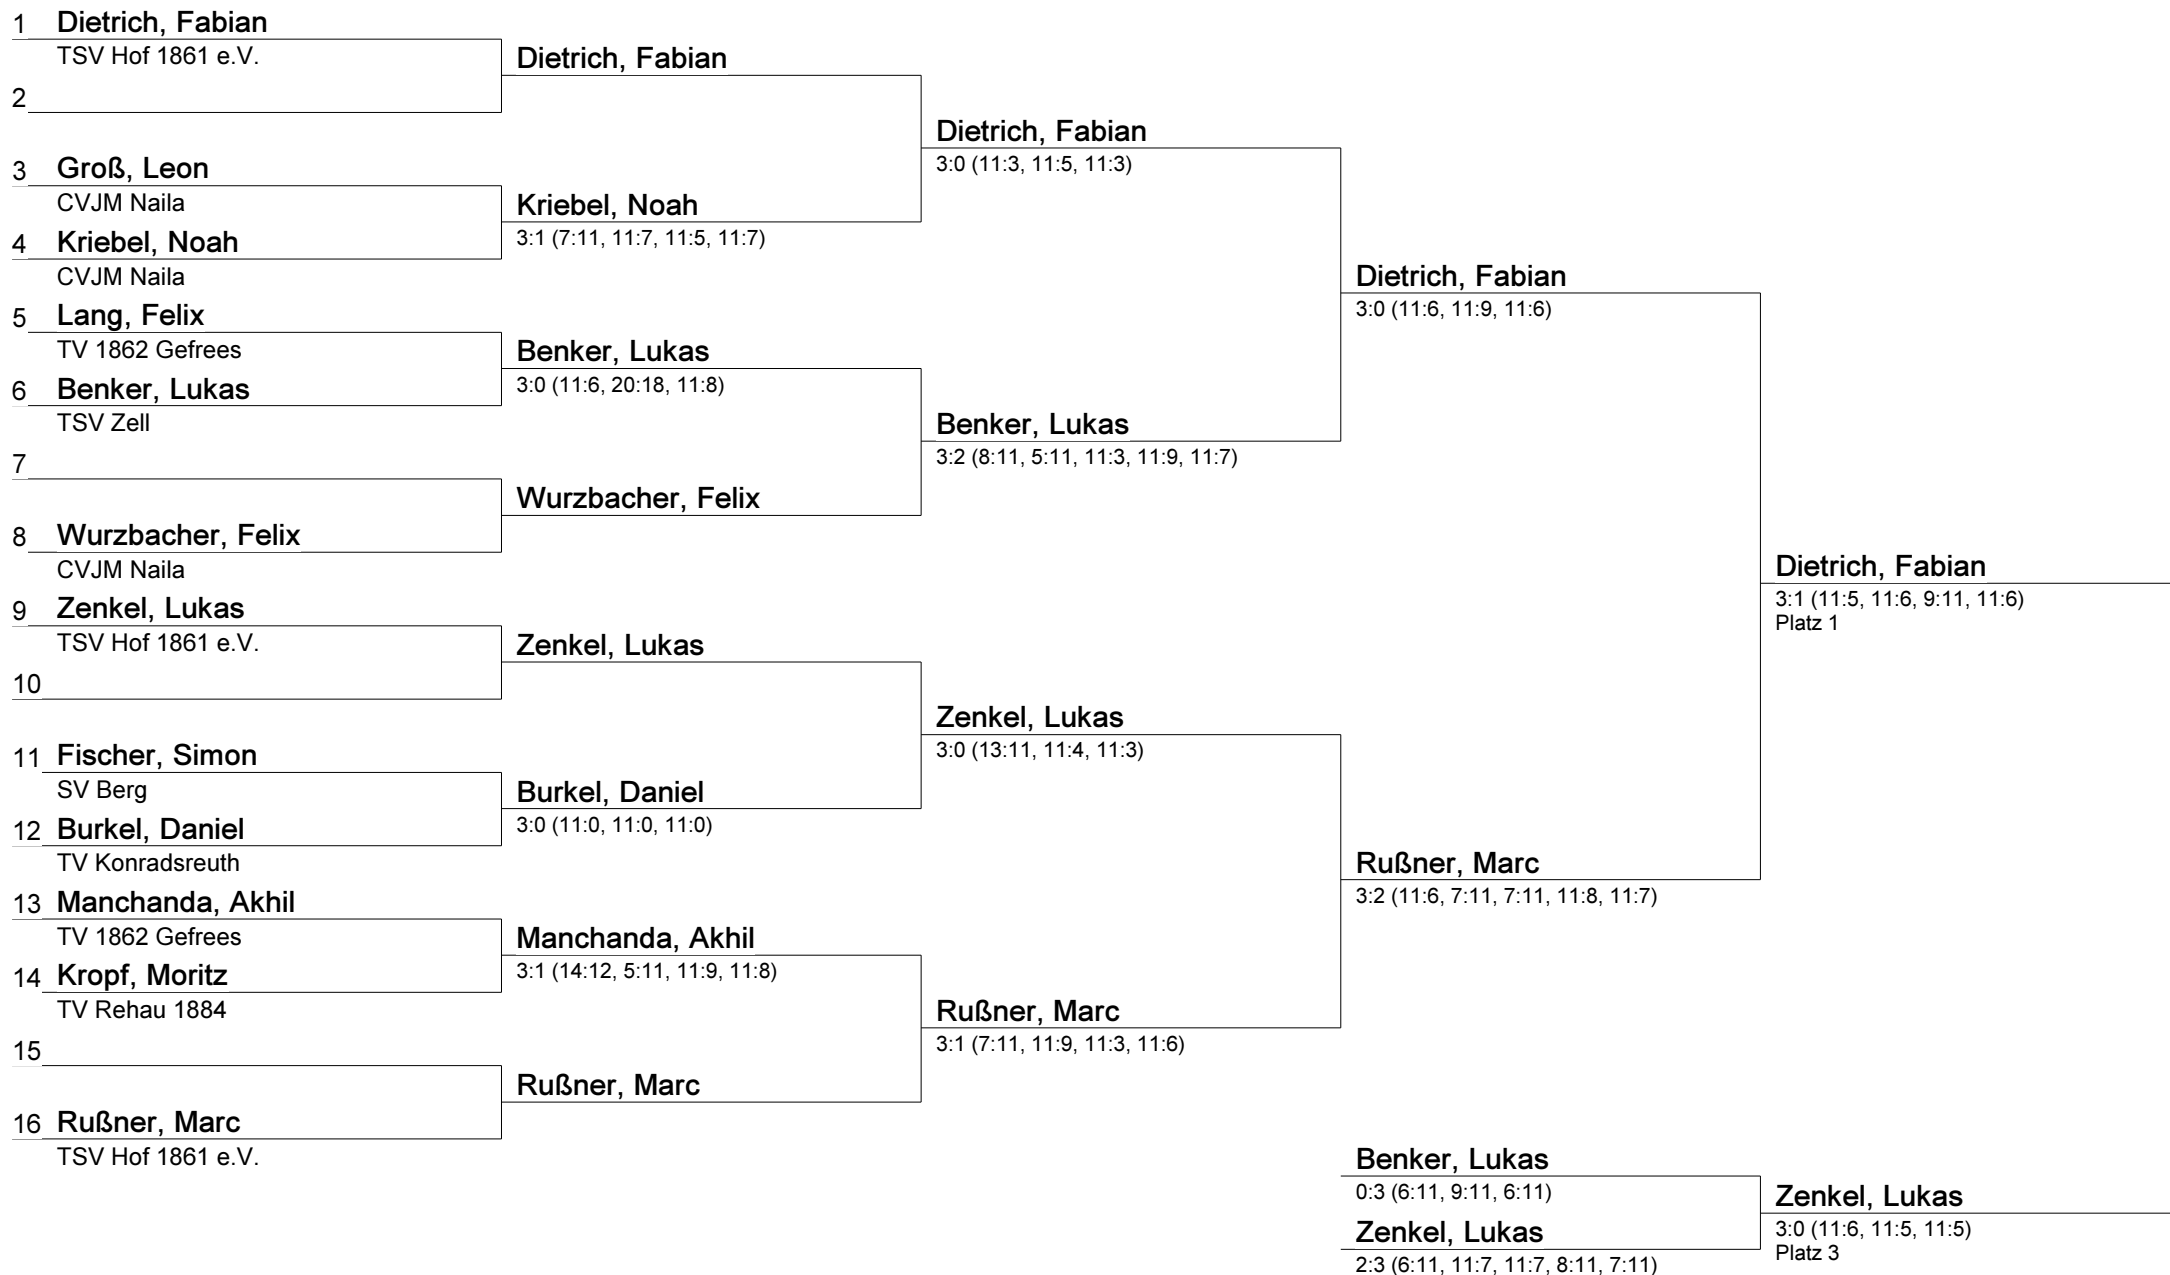 1 Dietrich, Fabian
TSV Hof 1861 e.V.
2
3 Groß, Leon
CVJM Naila
4 Kriebel, Noah
CVJM Naila
5 Lang, Felix
TV 1862 Gefrees
6 Benker, Lukas
TSV Zell
7
8 Wurzbacher, Felix
CVJM Naila
9 Zenkel, Lukas
TSV Hof 1861 e.V.
10
11 Fischer, Simon
SV Berg
12 Burkel, Daniel
TV Konradsreuth
13 Manchanda, Akhil
TV 1862 Gefrees
14 Kropf, Moritz
TV Rehau 1884
15
16 Rußner, Marc
TSV Hof 1861 e.V.
Dietrich, Fabian
Kriebel, Noah
3:1 (7:11, 11:7, 11:5, 11:7)
Benker, Lukas
3:0 (11:6, 20:18, 11:8)
Wurzbacher, Felix
Zenkel, Lukas
Burkel, Daniel
3:0 (11:0, 11:0, 11:0)
Manchanda, Akhil
3:1 (14:12, 5:11, 11:9, 11:8)
Rußner, Marc
Dietrich, Fabian
3:0 (11:3, 11:5, 11:3)
Benker, Lukas
3:2 (8:11, 5:11, 11:3, 11:9, 11:7)
Zenkel, Lukas
3:0 (13:11, 11:4, 11:3)
Rußner, Marc
3:1 (7:11, 11:9, 11:3, 11:6)
Dietrich, Fabian
3:0 (11:6, 11:9, 11:6)
Rußner, Marc
3:2 (11:6, 7:11, 7:11, 11:8, 11:7)
Dietrich, Fabian
3:1 (11:5, 11:6, 9:11, 11:6)
Platz 1
Benker, Lukas
0:3 (6:11, 9:11, 6:11)
Zenkel, Lukas
2:3 (6:11, 11:7, 11:7, 8:11, 7:11)
Zenkel, Lukas
3:0 (11:6, 11:5, 11:5)
Platz 3